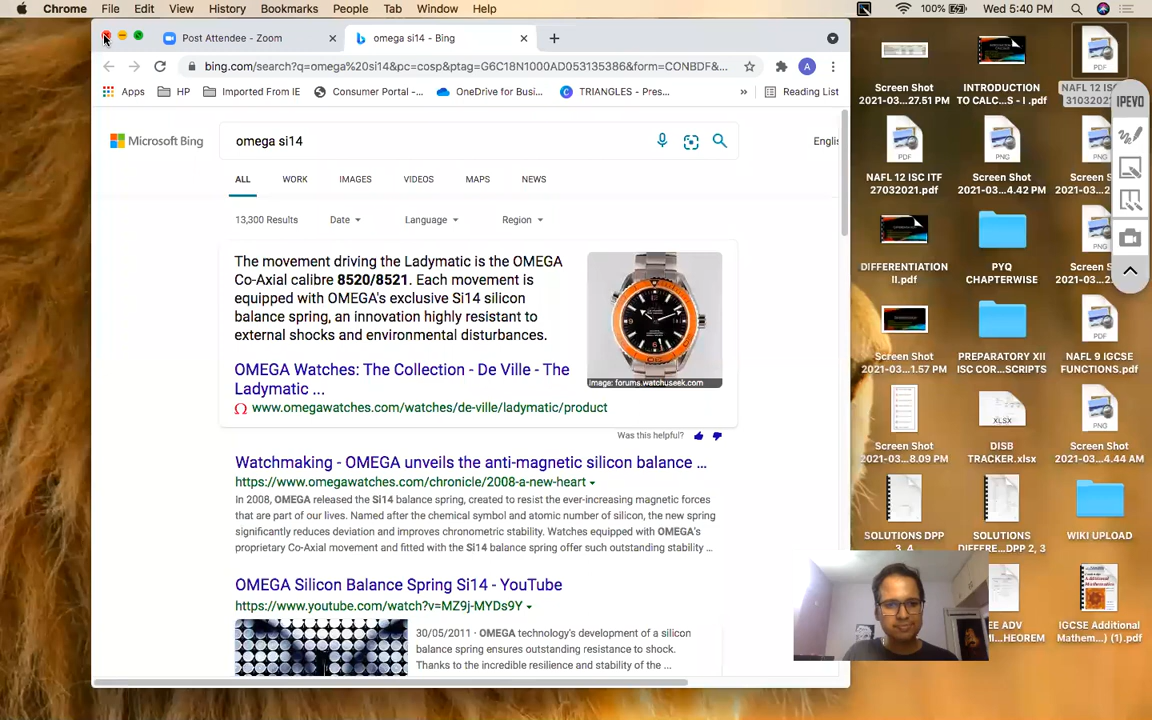 Chrome File Edit View History Bookmarks People Tab Window Help
100% Wed 5:40 PM
Post Attendee - Zoom
omega si14 - Bing
bing.com/search?q=omega%20si14&pc=cosp&ptag=G6C18N1000AD053135386&form=CONBDF&...
A
Apps HP Imported From IE Consumer Portal -... OneDrive for Busi... TRIANGLES - Pres... » Reading List
Microsoft Bing
omega si14
Englis
ALL WORK IMAGES VIDEOS MAPS NEWS
13,300 Results Date Language Region
The movement driving the Ladymatic is the OMEGA
Co-Axial calibre 8520/8521. Each movement is
equipped with OMEGA's exclusive Si14 silicon
balance spring, an innovation highly resistant to
external shocks and environmental disturbances.
image: forums.watchuseek.com
OMEGA Watches: The Collection - De Ville - The
Ladymatic ...
www.omegawatches.com/watches/de-ville/ladymatic/product
Was this helpful?
Watchmaking - OMEGA unveils the anti-magnetic silicon balance ...
https://www.omegawatches.com/chronicle/2008-a-new-heart
In 2008, OMEGA released the Si14 balance spring, created to resist the ever-increasing magnetic forces
that are part of our lives. Named after the chemical symbol and atomic number of silicon, the new spring
significantly reduces deviation and improves chronometric stability. Watches equipped with OMEGA's
proprietary Co-Axial movement and fitted with the Si14 balance spring offer such outstanding stability ...
OMEGA Silicon Balance Spring Si14 - YouTube
https://www.youtube.com/watch?v=MZ9j-MYDs9Y
30/05/2011 · OMEGA technology's development of a silicon
balance spring ensures outstanding resistance to shock.
Thanks to the incredible resilience and stability of the ...
Screen Shot
2021-03...27.51 PM
INTRODUCTION
TO CALC...S - I .pdf
PDF
NAFL 12 ISC
3103202
IPEVO
PDF
NAFL 12 ISC ITF
27032021.pdf
PNG
Screen Shot
2021-03...4.42 PM
PNG
Screen S
2021-03...2.
DIFFERENTIATION
II.pdf
PYQ
CHAPTERWISE
PNG
Screen S
2021-03...
Screen Shot
2021-03...1.57 PM
PREPARATORY XII
ISC COR...SCRIPTS
PDF
NAFL 9 IGCSE
FUNCTIONS.pdf
Screen Shot
2021-03...8.09 PM
XLSX
DISB
TRACKER.xlsx
PNG
Screen Shot
2021-03...4.44 AM
SOLUTIONS DPP
3, 4
SOLUTIONS
DIFFERE...DPP 2, 3
WIKI UPLOAD
EE ADV
MI...HEOREM
Additional
Mathematics
IGCSE Additional
Mathem...) (1).pdf